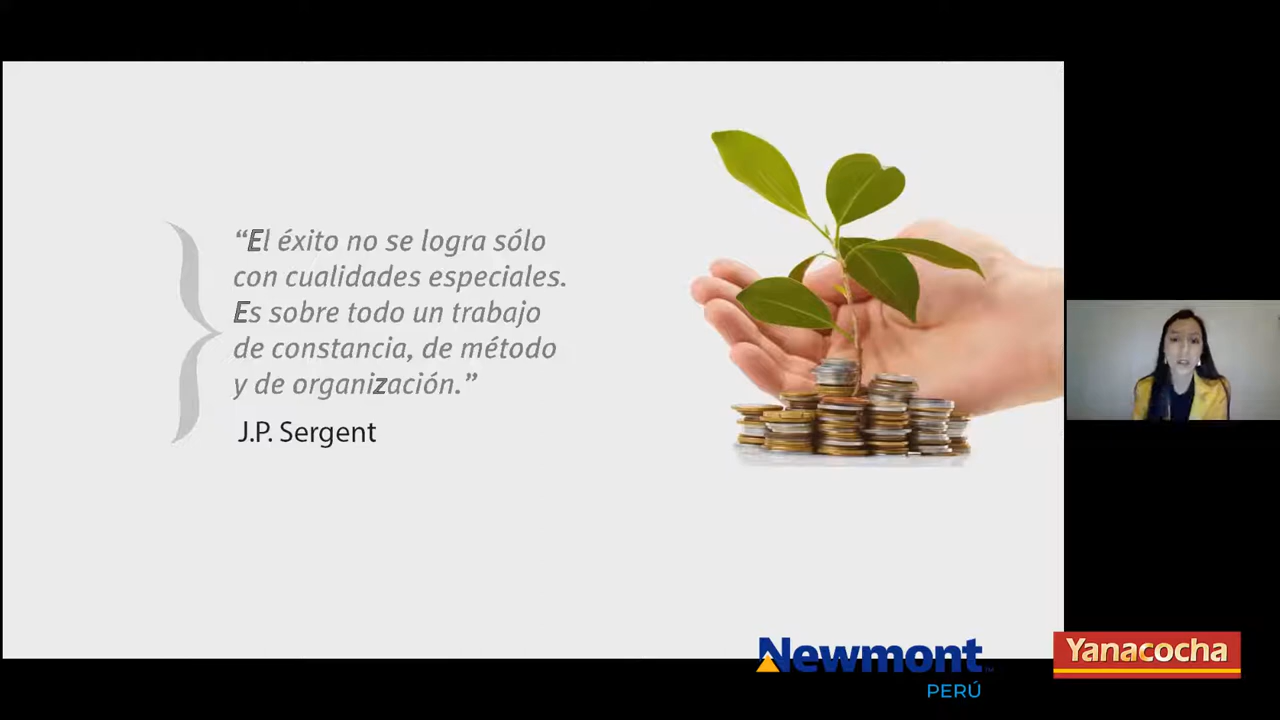 “El éxito no se logra sólo
con cualidades especiales.
Es sobre todo un trabajo
de constancia, de método
y de organización.”
J.P. Sergent
Newmont
PERÚ
Yanacocha